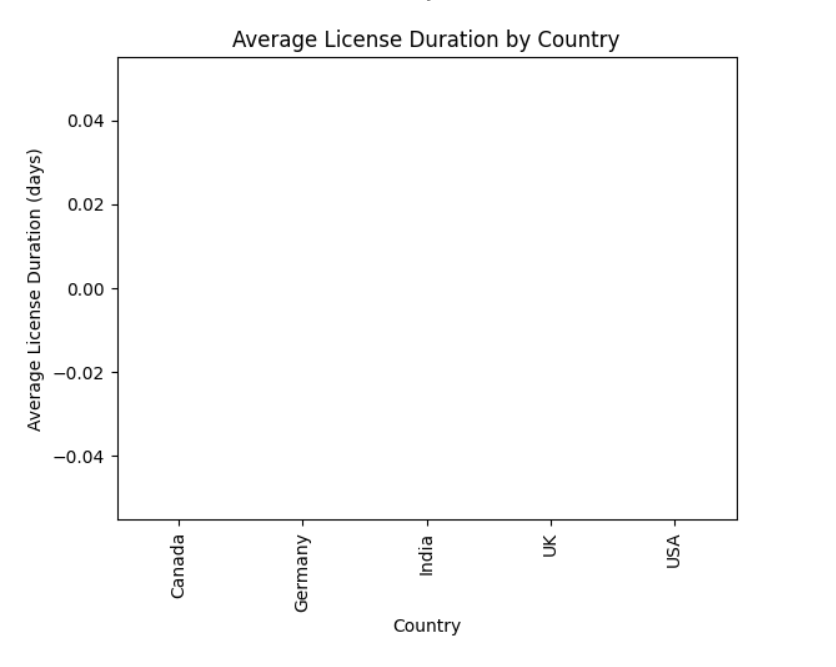 Average License Duration by Country
Average License Duration (days)
0.04
0.02
0.00
−0.02
−0.04
Canada
Germany
India
UK
USA
Country